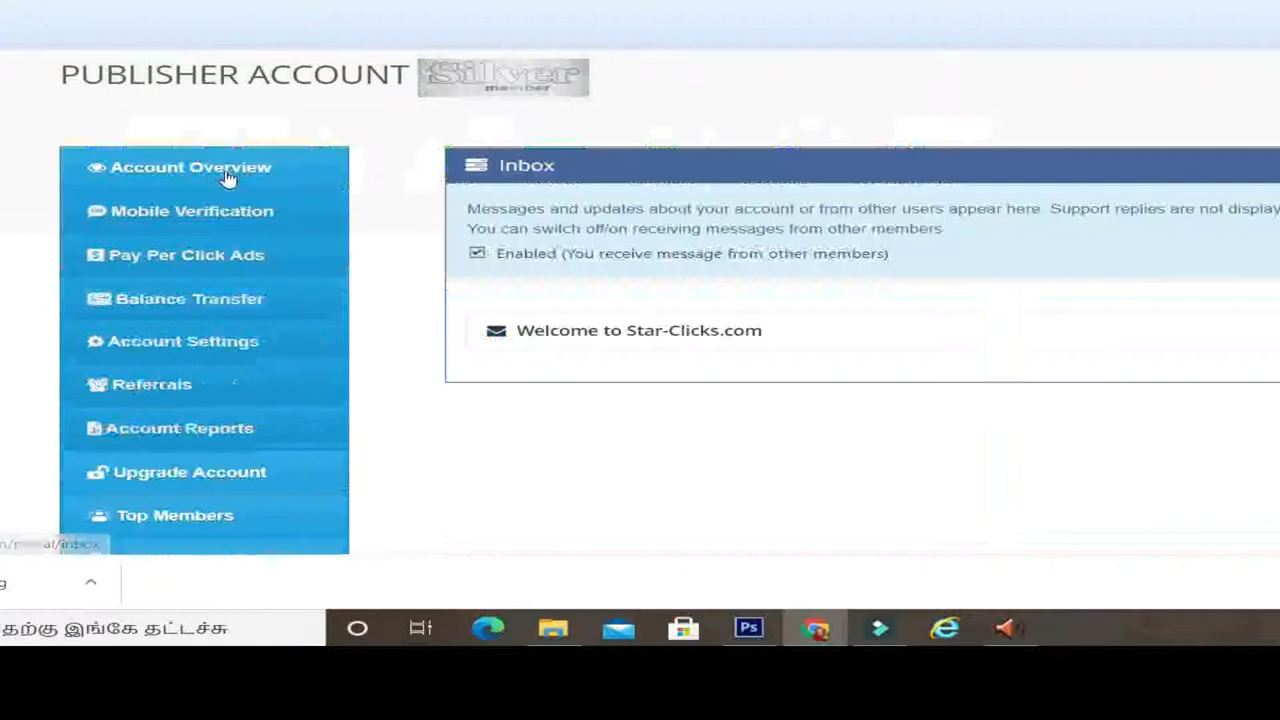 PUBLISHER ACCOUNT Silver member
Account Overview
Mobile Verification
Pay Per Click Ads
Balance Transfer
Account Settings
Referrals
Account Reports
Upgrade Account
Top Members
Inbox
Messages and updates about your account or from other users appear here. Support replies are not display
You can switch off/on receiving messages from other members
Enabled (You receive message from other members)
Welcome to Star-Clicks.com
/inbox
g
தற்கு இங்கே தட்டச்சு
Ps